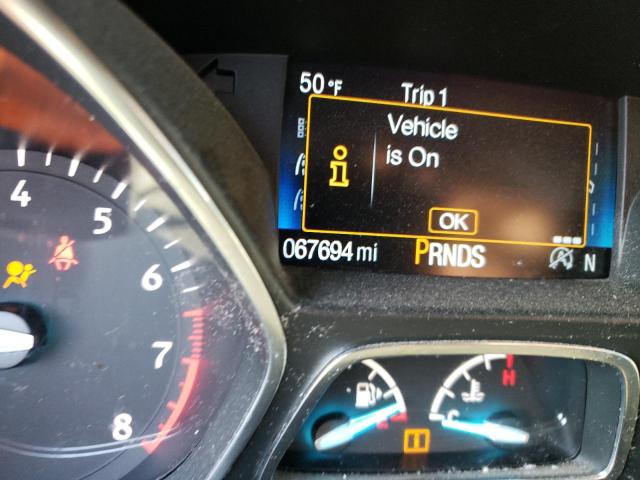 50°F Trip 1
Vehicle
is On
OK
067694 mi PRNDS N
4
5
6
7
8
H
C